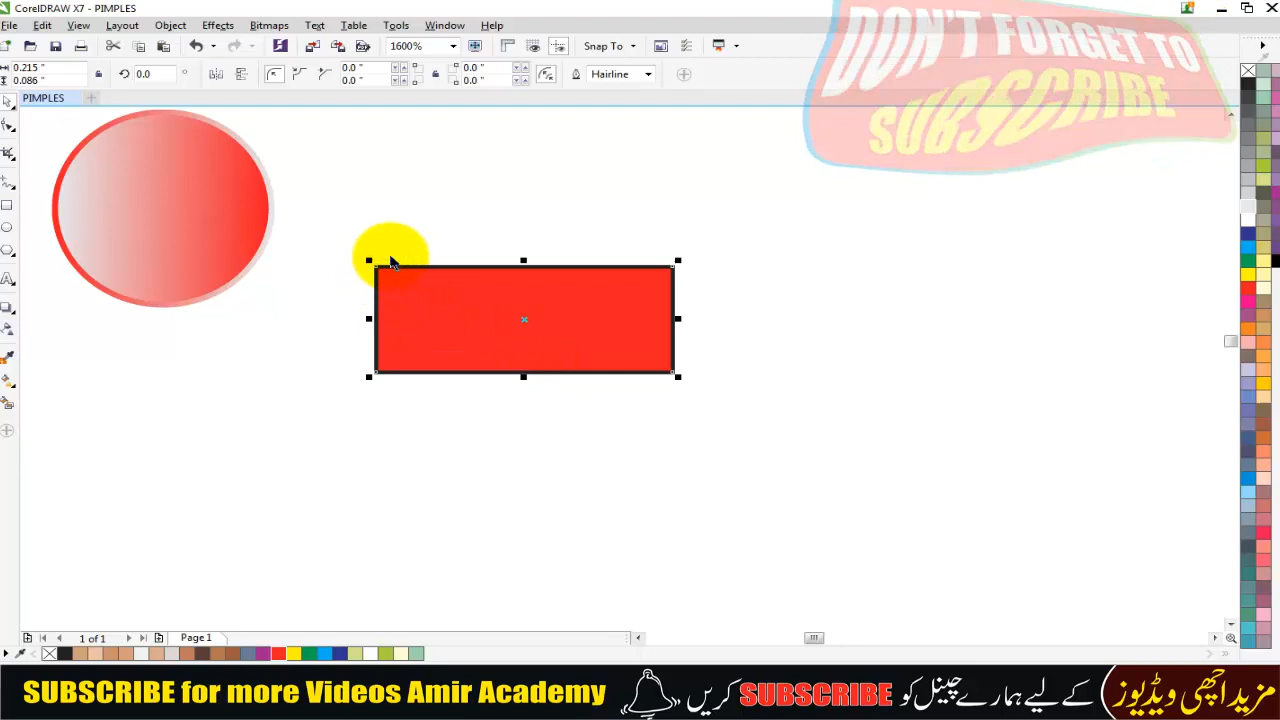 CorelDRAW X7 - PIMPLES
File Edit View Layout Object Effects Bitmaps Text Table Tools Window Help
1600% Snap To
0.215 "
0.086 "
0.0 °
0.0 "
0.0 "
0.0 "
0.0 "
Hairline
PIMPLES
DON'T FORGET TO
SUBSCRIBE
1 of 1 Page 1
SUBSCRIBE for more Videos Amir Academy
مزید اچھی ویڈیوز کے لیے ہمارے چینل کو SUBSCRIBE کریں